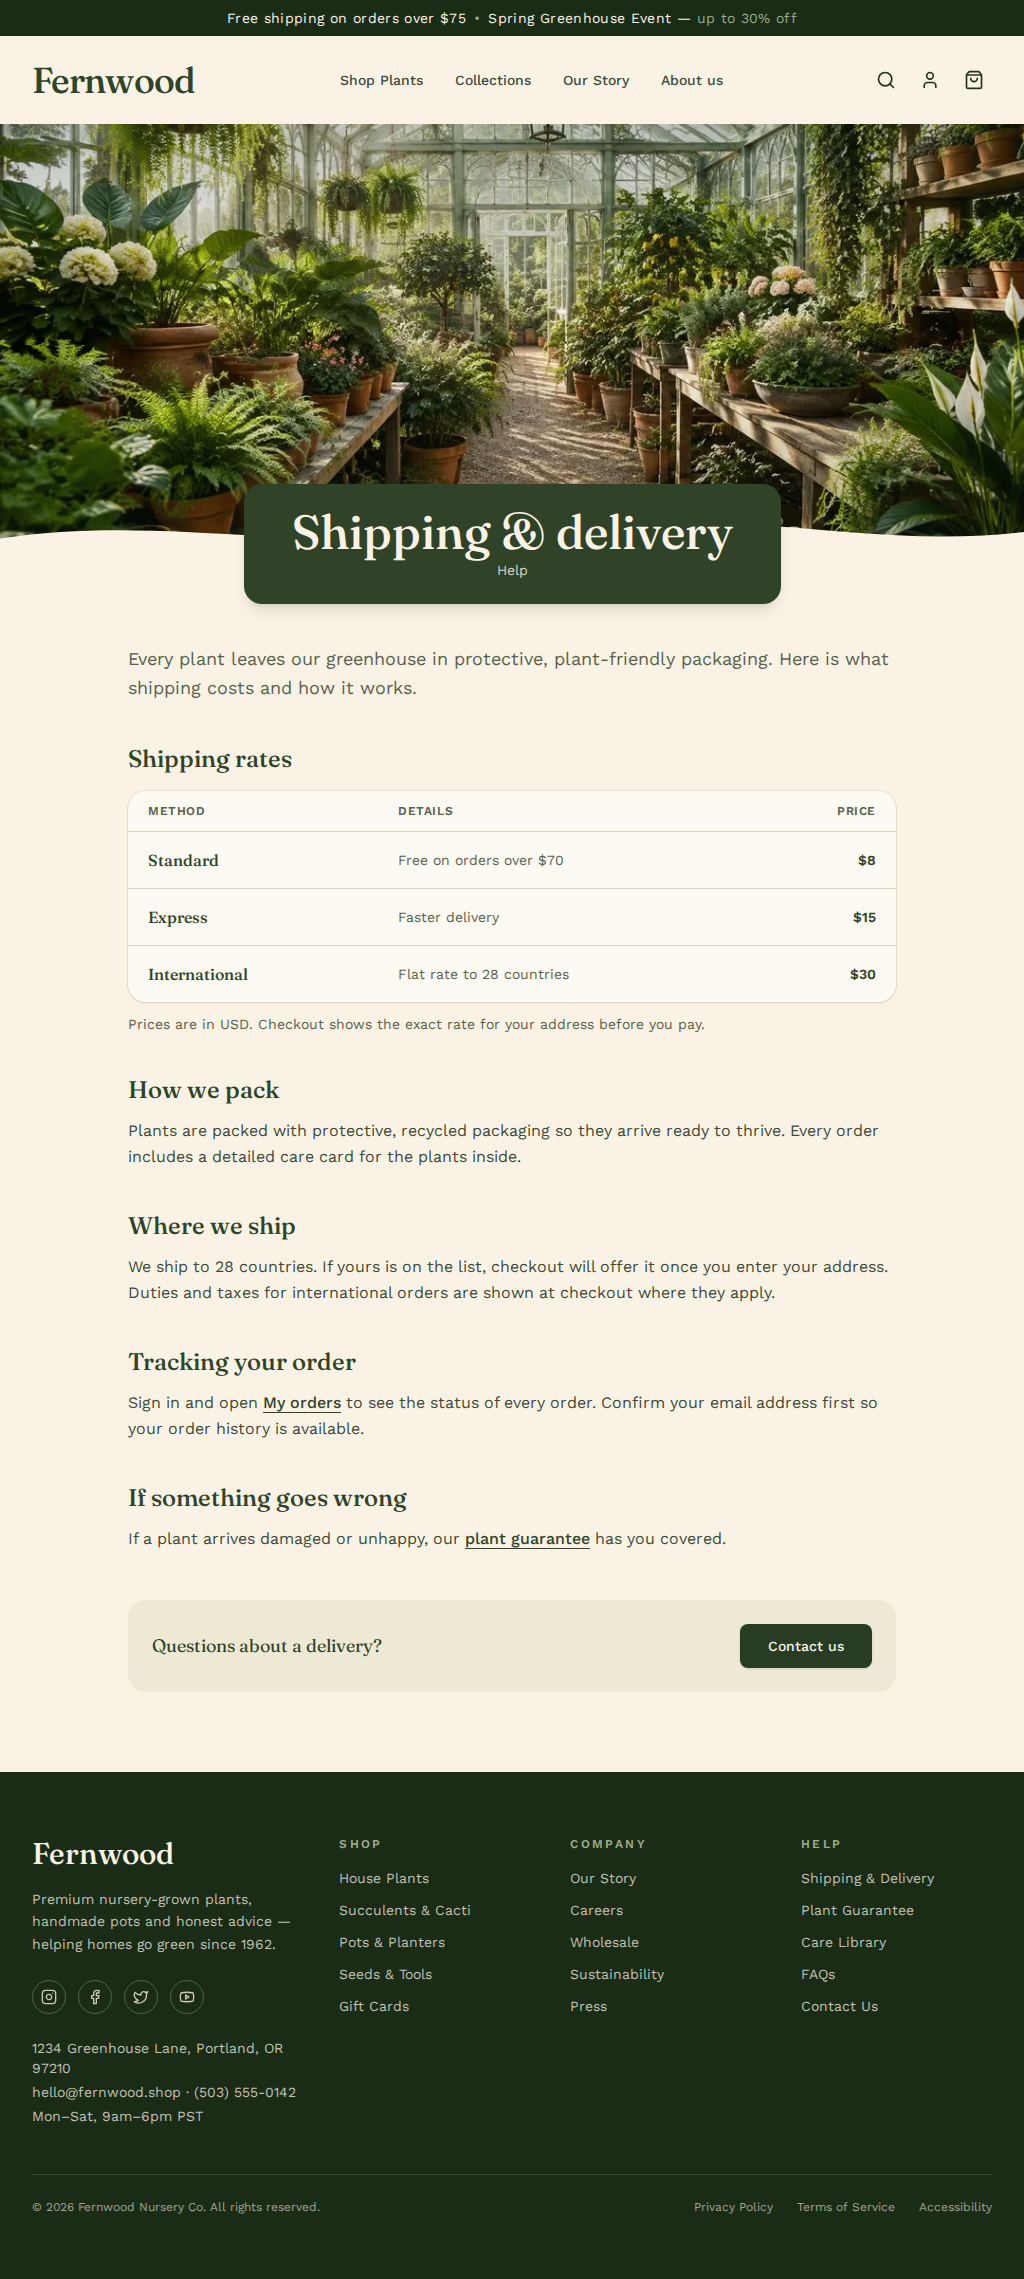 Free shipping on orders over $75 • Spring Greenhouse Event — up to 30% off
Fernwood
Shop Plants
Collections
Our Story
About us
Shipping & delivery
Help
Every plant leaves our greenhouse in protective, plant-friendly packaging. Here is what
shipping costs and how it works.
Shipping rates
METHOD DETAILS PRICE
Standard Free on orders over $70 $8
Express Faster delivery $15
International Flat rate to 28 countries $30
Prices are in USD. Checkout shows the exact rate for your address before you pay.
How we pack
Plants are packed with protective, recycled packaging so they arrive ready to thrive. Every order
includes a detailed care card for the plants inside.
Where we ship
We ship to 28 countries. If yours is on the list, checkout will offer it once you enter your address.
Duties and taxes for international orders are shown at checkout where they apply.
Tracking your order
Sign in and open My orders to see the status of every order. Confirm your email address first so
your order history is available.
If something goes wrong
If a plant arrives damaged or unhappy, our plant guarantee has you covered.
Questions about a delivery?
Contact us
Fernwood
Premium nursery-grown plants,
handmade pots and honest advice —
helping homes go green since 1962.
1234 Greenhouse Lane, Portland, OR
97210
hello@fernwood.shop · (503) 555-0142
Mon–Sat, 9am–6pm PST
SHOP
House Plants
Succulents & Cacti
Pots & Planters
Seeds & Tools
Gift Cards
COMPANY
Our Story
Careers
Wholesale
Sustainability
Press
HELP
Shipping & Delivery
Plant Guarantee
Care Library
FAQs
Contact Us
© 2026 Fernwood Nursery Co. All rights reserved.
Privacy Policy
Terms of Service
Accessibility